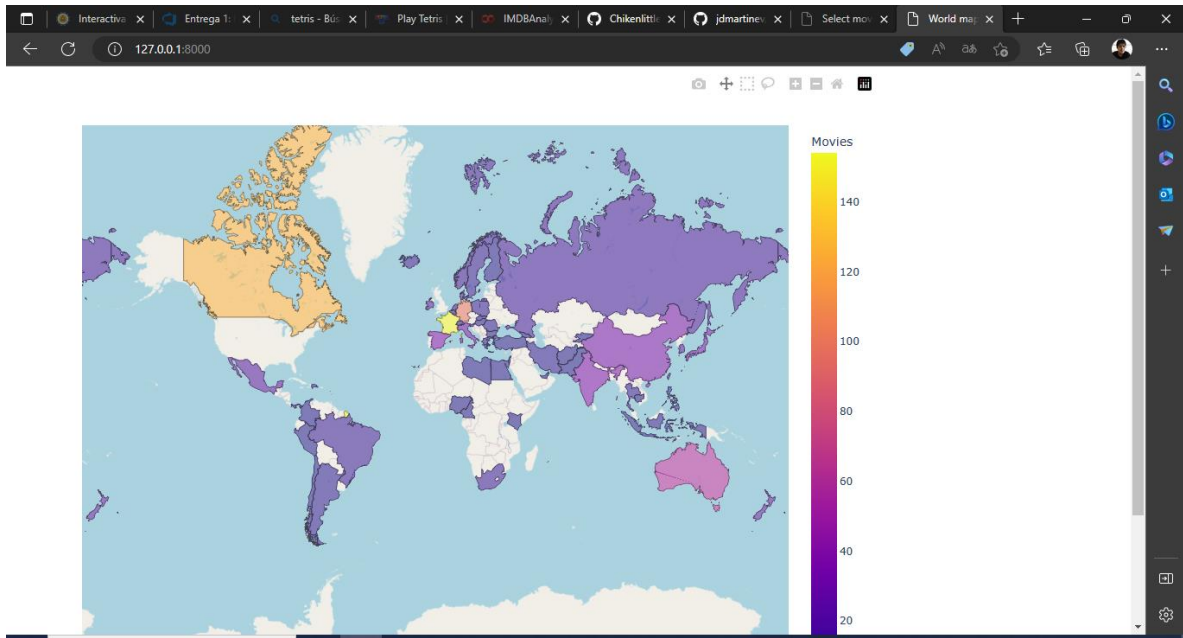 Interactiva
Entrega 1:
tetris - Bús
Play Tetris
IMDBAnaly
Chikenlittle
jdmartinev
Select mov
World map
127.0.0.1:8000
Movies
140
120
100
80
60
40
20